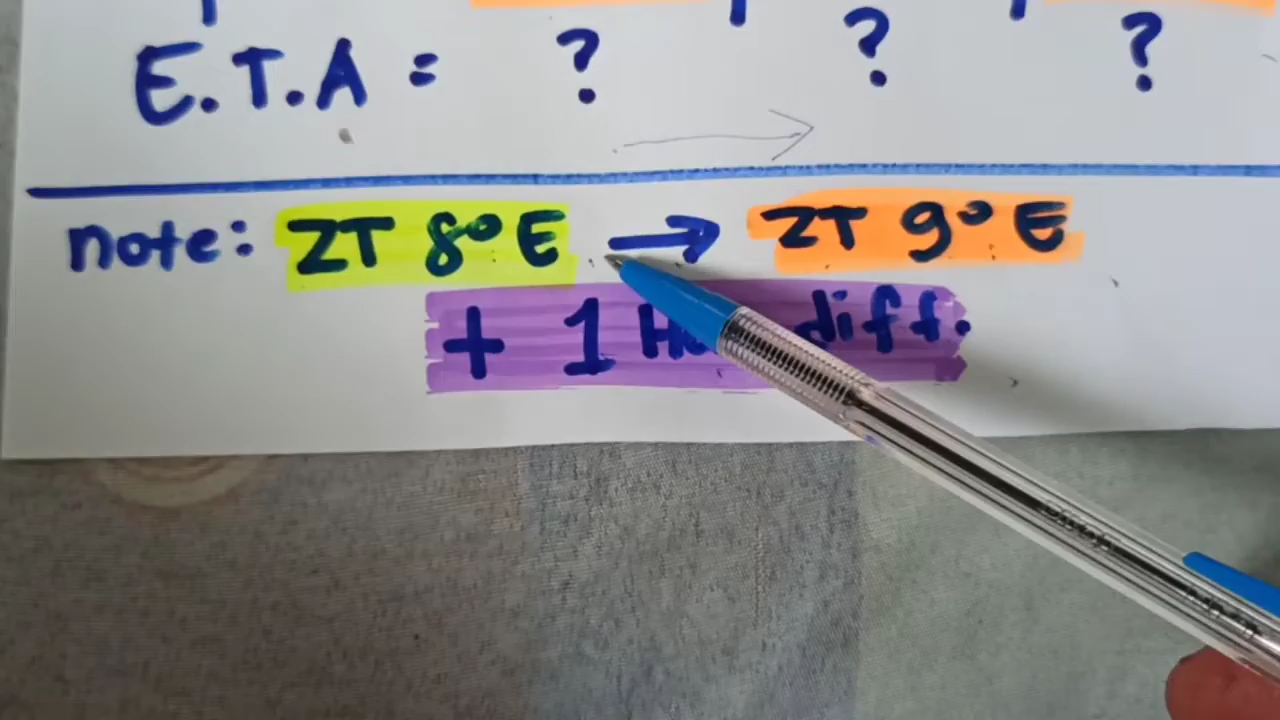 E.T.A = ? ? ?
note: ZT 8° E → ZT 9° E
+ 1 diff.